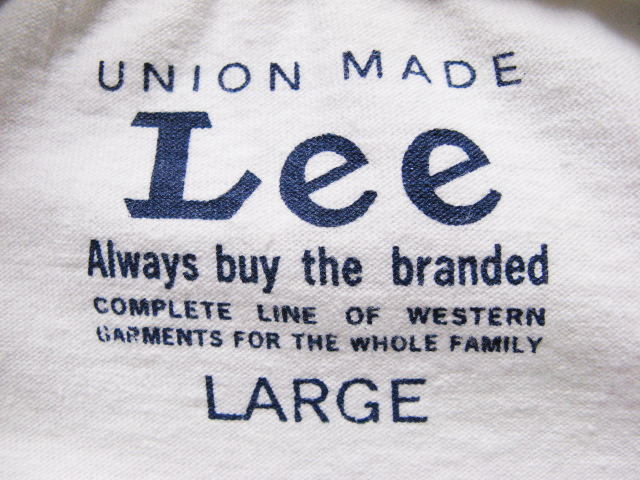 UNION MADE
Lee
Always buy the branded
COMPLETE LINE OF WESTERN
GARMENTS FOR THE WHOLE FAMILY
LARGE